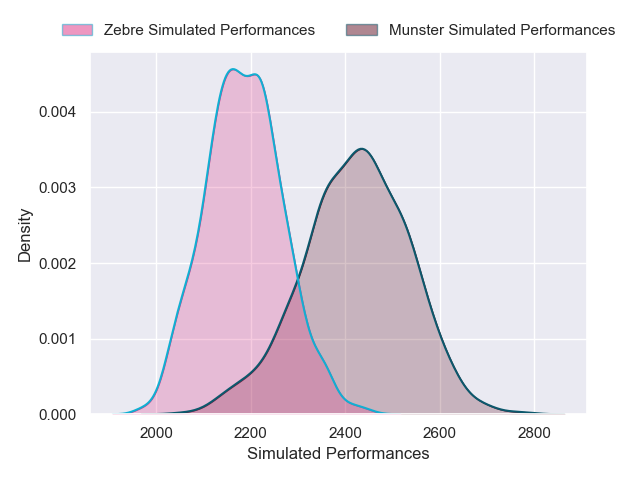 Zebre Simulated Performances Munster Simulated Performances
0.004
0.003
0.002
0.001
0.000
Density
2000 2200 2400 2600 2800
Simulated Performances